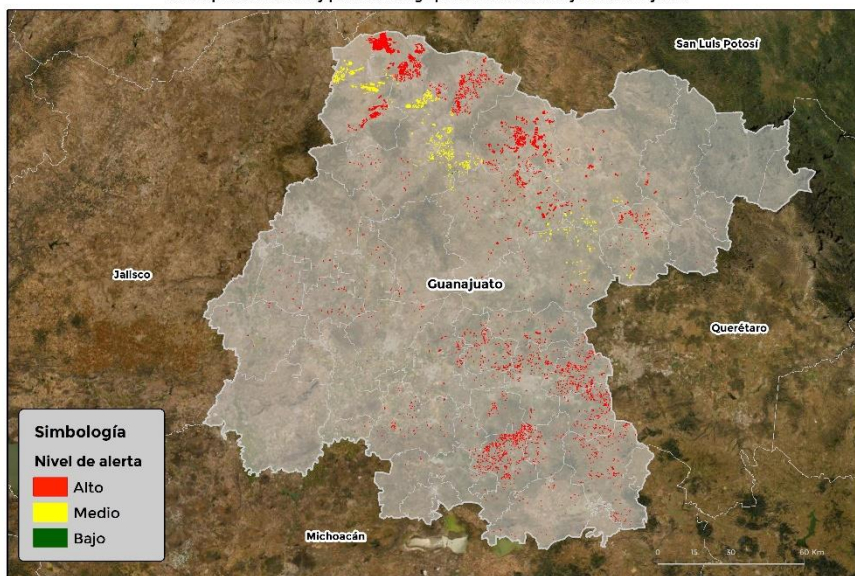 San Luis Potosí
Jalisco
Guanajuato
Querétaro
Simbología
Nivel de alerta
Alto
Medio
Bajo
Michoacán
0 15 30 60 Km